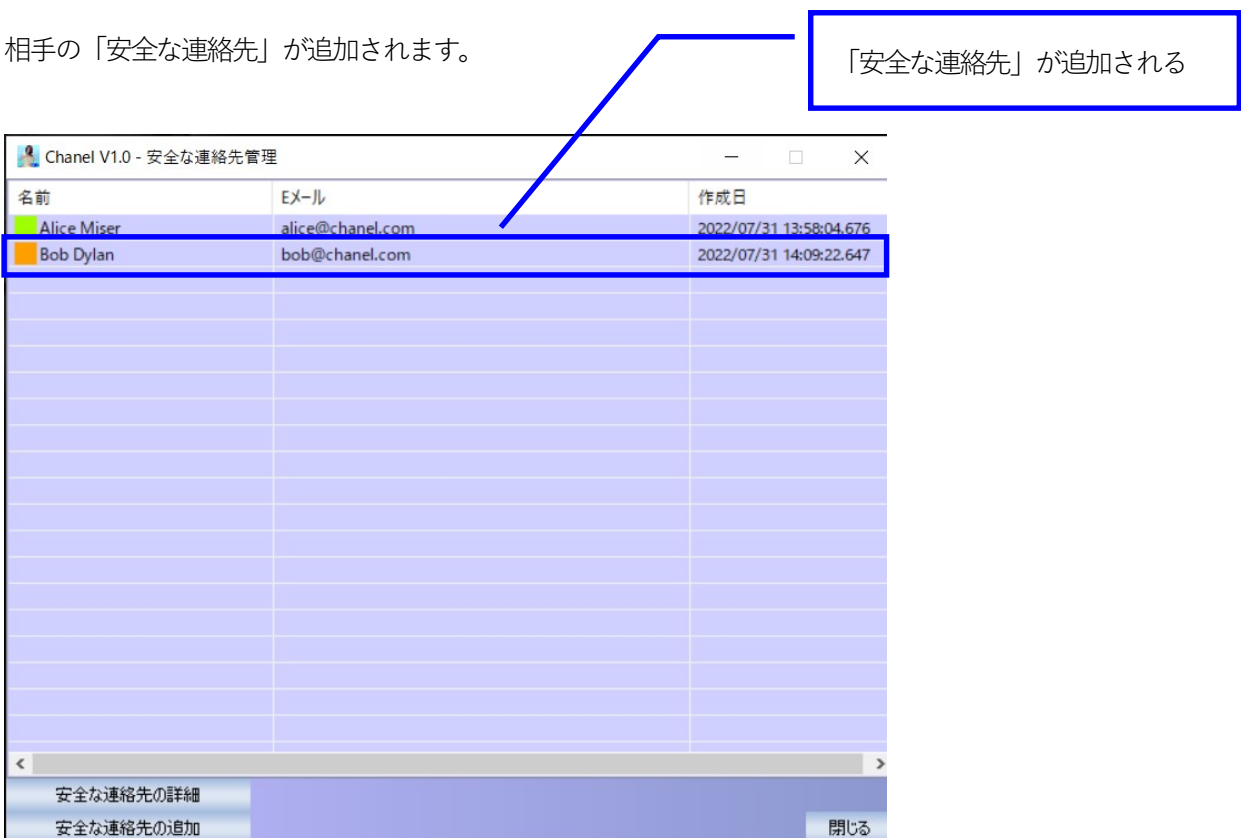 相手の「安全な連絡先」が追加されます。
「安全な連絡先」が追加される
Chanel V1.0 - 安全な連絡先管理
名前 Eメール 作成日
Alice Miser alice@chanel.com 2022/07/31 13:58:04.676
Bob Dylan bob@chanel.com 2022/07/31 14:09:22.647
安全な連絡先の詳細
安全な連絡先の追加 閉じる